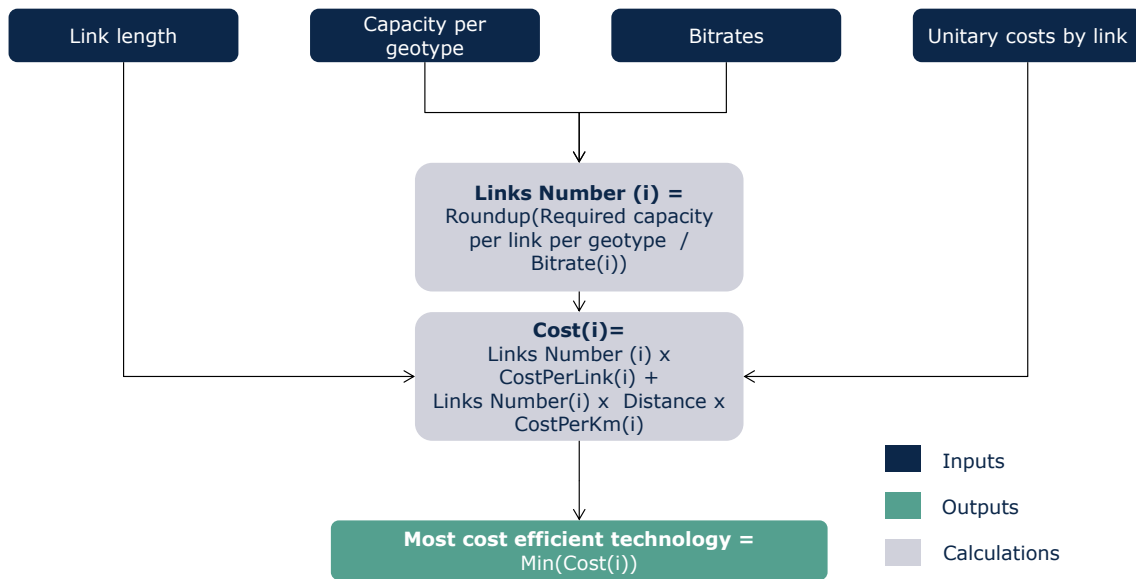 Link length
Capacity per
geotype
Bitrates
Unitary costs by link
Links Number (i) =
Roundup(Required capacity
per link per geotype  /
Bitrate(i))
Cost(i)=
Links Number (i) x
CostPerLink(i) +
Links Number(i) x  Distance x
CostPerKm(i)
Inputs
Outputs
Calculations
Most cost efficient technology =
Min(Cost(i))